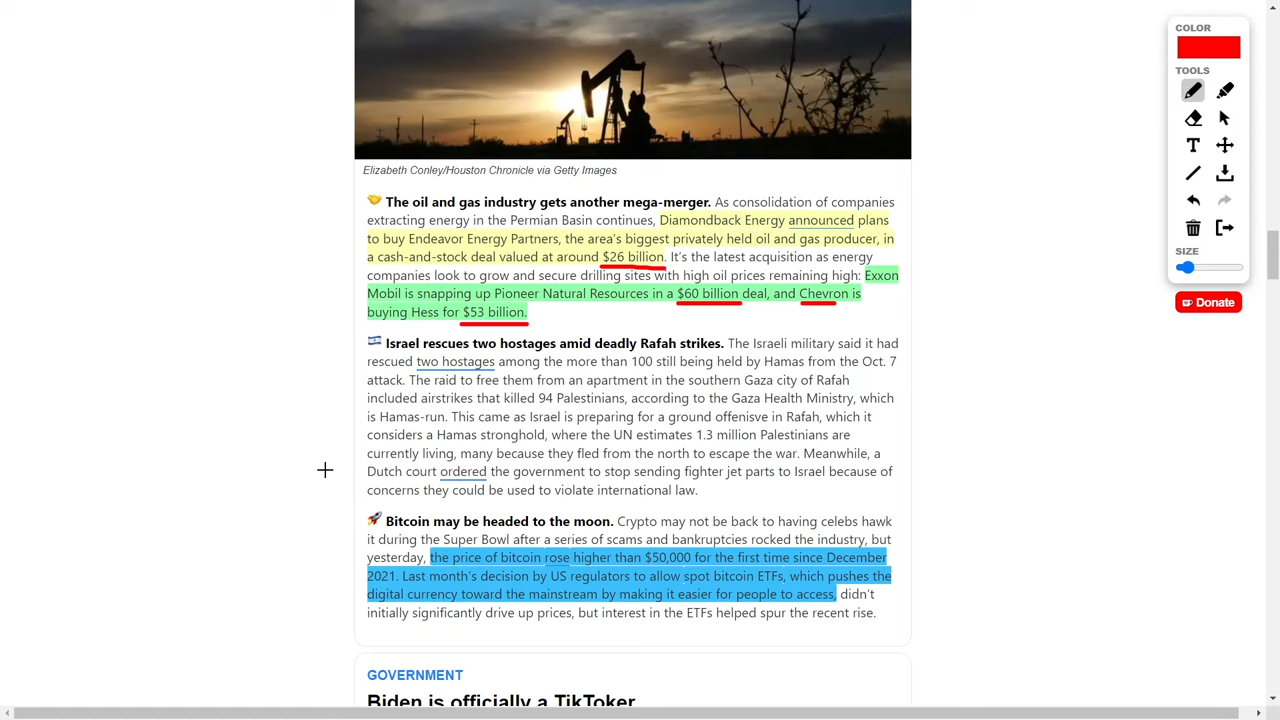 COLOR
TOOLS
SIZE
Donate
Elizabeth Conley/Houston Chronicle via Getty Images
The oil and gas industry gets another mega-merger. As consolidation of companies
extracting energy in the Permian Basin continues, Diamondback Energy announced plans
to buy Endeavor Energy Partners, the area's biggest privately held oil and gas producer, in
a cash-and-stock deal valued at around $26 billion. It's the latest acquisition as energy
companies look to grow and secure drilling sites with high oil prices remaining high: Exxon
Mobil is snapping up Pioneer Natural Resources in a $60 billion deal, and Chevron is
buying Hess for $53 billion.
Israel rescues two hostages amid deadly Rafah strikes. The Israeli military said it had
rescued two hostages among the more than 100 still being held by Hamas from the Oct. 7
attack. The raid to free them from an apartment in the southern Gaza city of Rafah
included airstrikes that killed 94 Palestinians, according to the Gaza Health Ministry, which
is Hamas-run. This came as Israel is preparing for a ground offenisve in Rafah, which it
considers a Hamas stronghold, where the UN estimates 1.3 million Palestinians are
currently living, many because they fled from the north to escape the war. Meanwhile, a
Dutch court ordered the government to stop sending fighter jet parts to Israel because of
concerns they could be used to violate international law.
Bitcoin may be headed to the moon. Crypto may not be back to having celebs hawk
it during the Super Bowl after a series of scams and bankruptcies rocked the industry, but
yesterday, the price of bitcoin rose higher than $50,000 for the first time since December
2021. Last month's decision by US regulators to allow spot bitcoin ETFs, which pushes the
digital currency toward the mainstream by making it easier for people to access, didn't
initially significantly drive up prices, but interest in the ETFs helped spur the recent rise.
GOVERNMENT
Biden is officially a TikToker